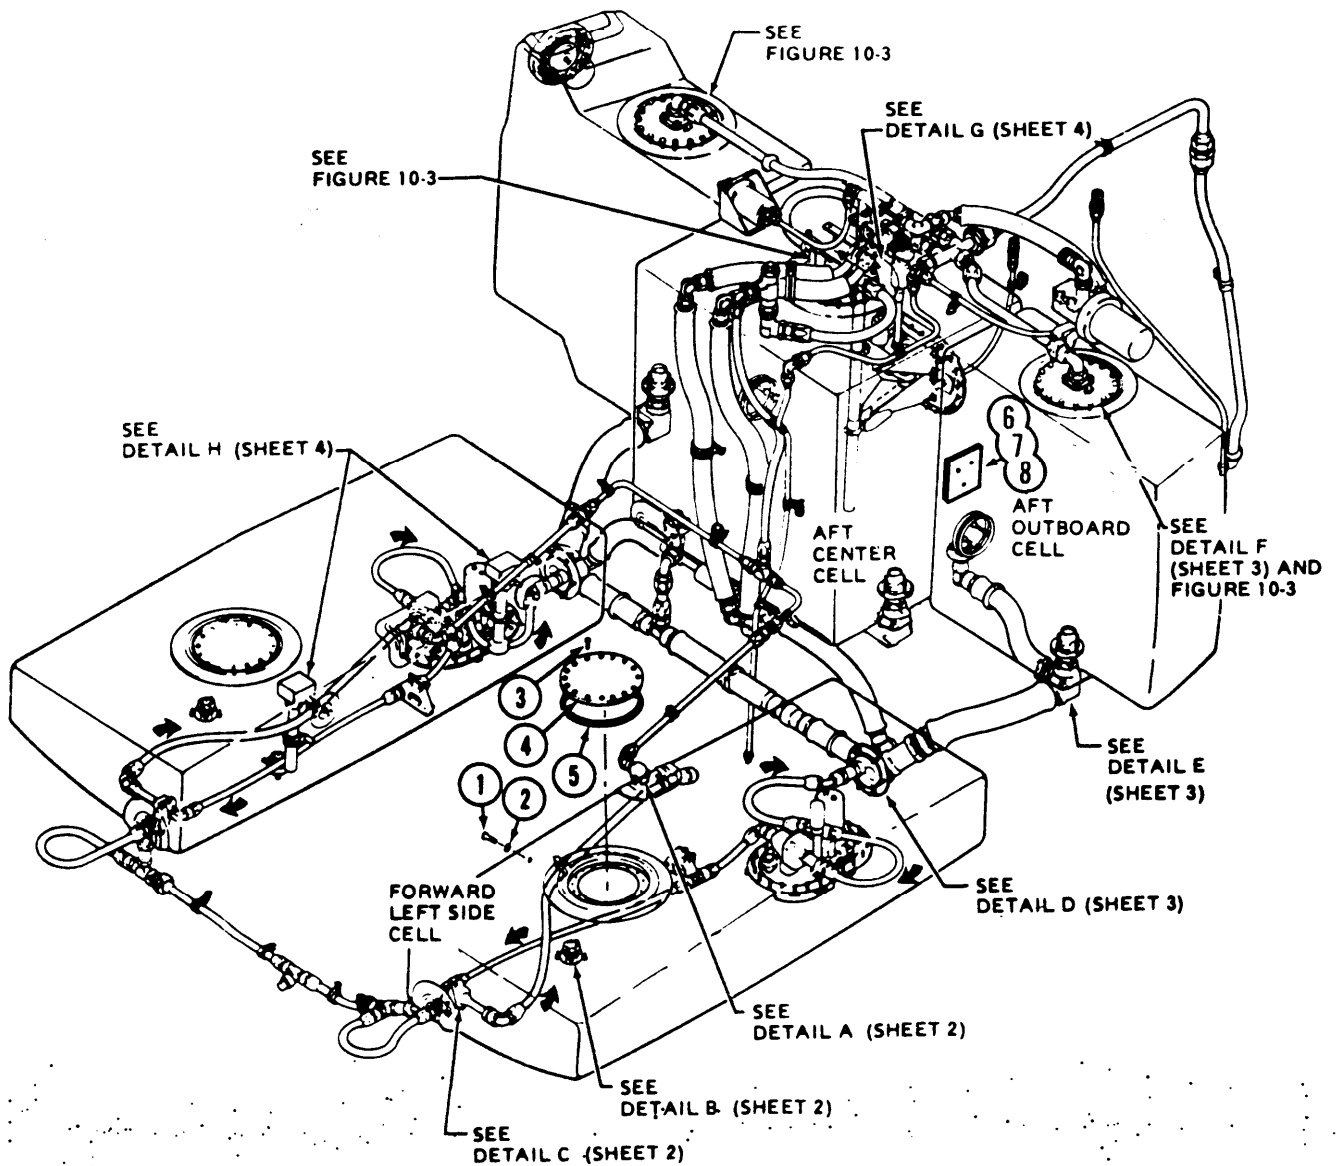 SEE
FIGURE 10-3
SEE
DETAIL G (SHEET 4)
SEE
FIGURE 10-3
SEE
DETAIL H (SHEET 4)
6
7
8
AFT
OUTBOARD
CELL
AFT
CENTER
CELL
SEE
DETAIL F
(SHEET 3) AND
FIGURE 10-3
3
4
5
1
2
SEE
DETAIL E
(SHEET 3)
FORWARD
LEFT SIDE
CELL
SEE
DETAIL D (SHEET 3)
SEE
DETAIL A (SHEET 2)
SEE
DETAIL B (SHEET 2)
SEE
DETAIL C (SHEET 2)